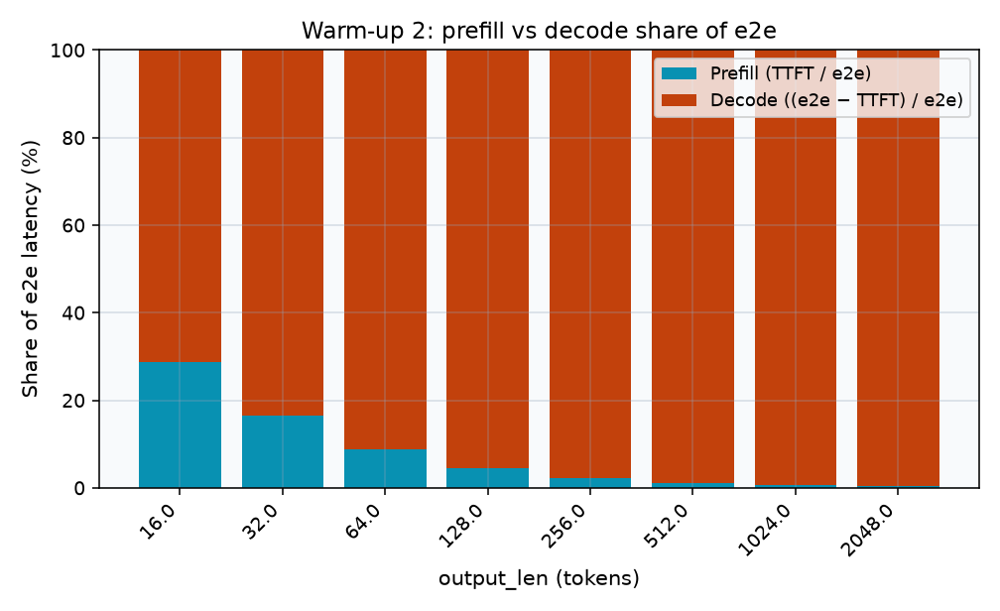 Warm-up 2: prefill vs decode share of e2e
Prefill (TTFT / e2e)
Decode ((e2e − TTFT) / e2e)
Share of e2e latency (%)
100
80
60
40
20
0
16.0
32.0
64.0
128.0
256.0
512.0
1024.0
2048.0
output_len (tokens)